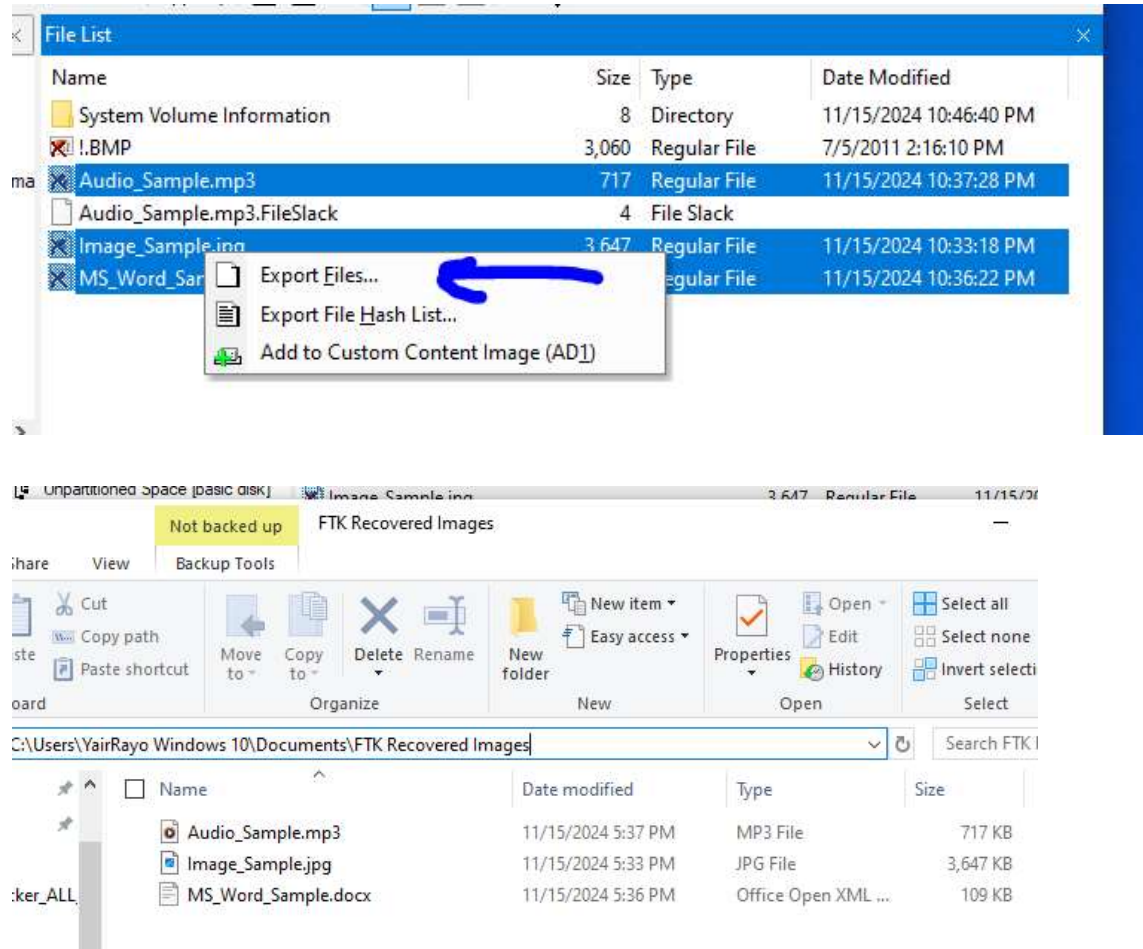 File List
Name Size Type Date Modified
System Volume Information 8 Directory 11/15/2024 10:46:40 PM
!.BMP 3,060 Regular File 7/5/2011 2:16:10 PM
ma Audio_Sample.mp3 717 Regular File 11/15/2024 10:37:28 PM
Audio_Sample.mp3.FileSlack 4 File Slack
Image_Sample.jpg 3,647 Regular File 11/15/2024 10:33:18 PM
MS_Word_Sar egular File 11/15/2024 10:36:22 PM
Export Files...
Export File Hash List...
Add to Custom Content Image (AD1)
Unpartitioned Space [basic disk] Image_Sample.jpg 3,647 Regular File 11/15/20
Not backed up FTK Recovered Images
Share View Backup Tools
Cut
Copy path
Paste shortcut
ste
Move to
Copy to
Delete
Rename
New folder
New item
Easy access
Properties
Open
Edit
History
Select all
Select none
Invert selecti
oard Organize New Open Select
C:\Users\YairRayo Windows 10\Documents\FTK Recovered Images Search FTK
Name Date modified Type Size
Audio_Sample.mp3 11/15/2024 5:37 PM MP3 File 717 KB
Image_Sample.jpg 11/15/2024 5:33 PM JPG File 3,647 KB
cker_ALL_ MS_Word_Sample.docx 11/15/2024 5:36 PM Office Open XML ... 109 KB